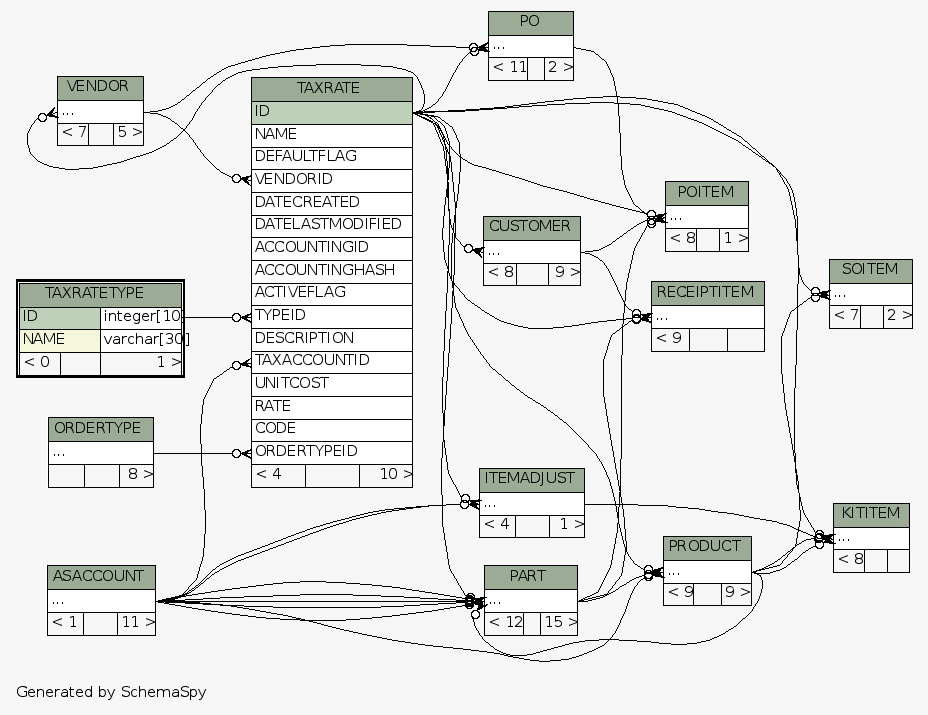 PO
...
< 11 2 >
VENDOR
...
< 7 5 >
TAXRATE
ID
NAME
DEFAULTFLAG
VENDORID
DATECREATED
DATELASTMODIFIED
ACCOUNTINGID
ACCOUNTINGHASH
ACTIVEFLAG
TYPEID
DESCRIPTION
TAXACCOUNTID
UNITCOST
RATE
CODE
ORDERTYPEID
< 4 10 >
POITEM
...
< 8 1 >
CUSTOMER
...
< 8 9 >
SOITEM
...
< 7 2 >
RECEIPTITEM
...
< 9
TAXRATETYPE
ID integer[10
NAME varchar[30]
< 0 1 >
ORDERTYPE
...
8 >
ITEMADJUST
...
< 4 1 >
KITITEM
...
< 8
PRODUCT
...
< 9 9 >
ASACCOUNT
...
< 1 11 >
PART
...
< 12 15 >
Generated by SchemaSpy